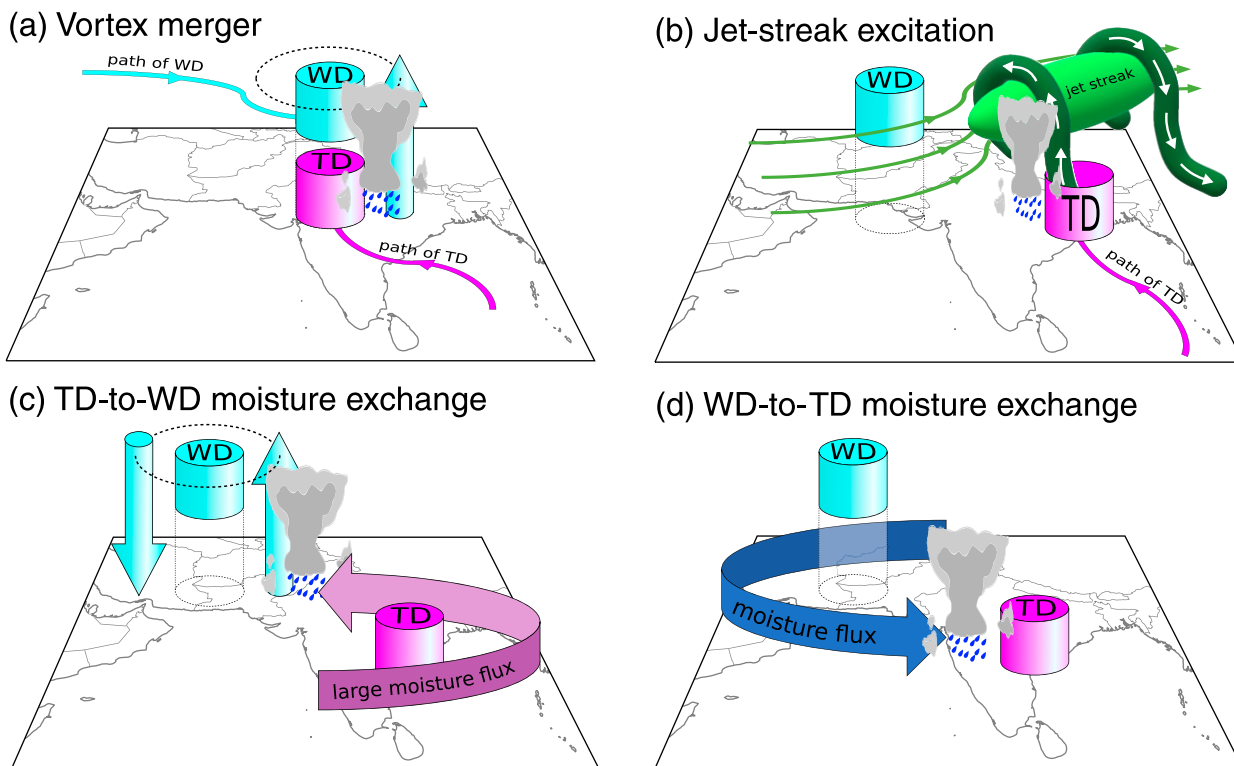 (a) Vortex merger
path of WD
WD
TD
path of TD
(b) Jet-streak excitation
WD
jet streak
TD
path of TD
(c) TD-to-WD moisture exchange
WD
TD
large moisture flux
(d) WD-to-TD moisture exchange
WD
moisture flux
TD